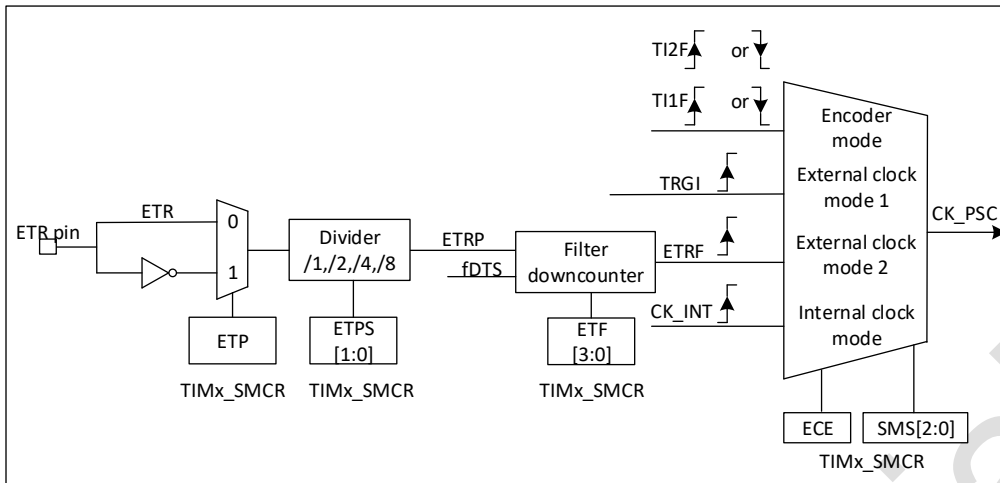 TI2F or
TI1F or
Encoder
mode
TRGI
External clock
mode 1
CK_PSC
ETR pin
ETR
0
1
Divider
/1,/2,/4,/8
ETRP
fDTS
Filter
downcounter
ETRF
External clock
mode 2
CK_INT
Internal clock
mode
ETP
ETPS
[1:0]
ETF
[3:0]
TIMx_SMCR
TIMx_SMCR
TIMx_SMCR
ECE
SMS[2:0]
TIMx_SMCR